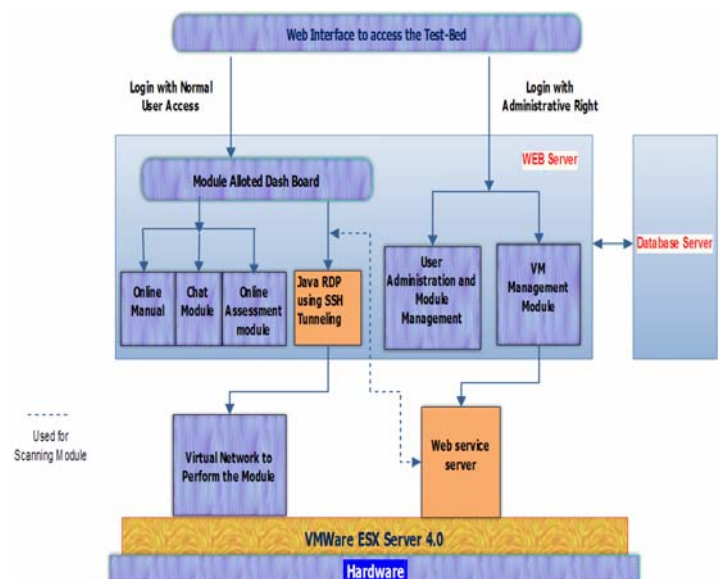 Web Interface to access the Test-Bed
Login with Normal
User Access
Login with
Administrative Right
WEB Server
Module Alloted Dash Board
Database Server
Online
Manual
Chat
Module
Online
Assessment
module
Java RDP
using SSH
Tunneling
User
Administration and
Module
Management
VM
Management
Module
Used for
Scanning Module
Virtual Network to
Perform the Module
Web service
server
VMWare ESX Server 4.0
Hardware